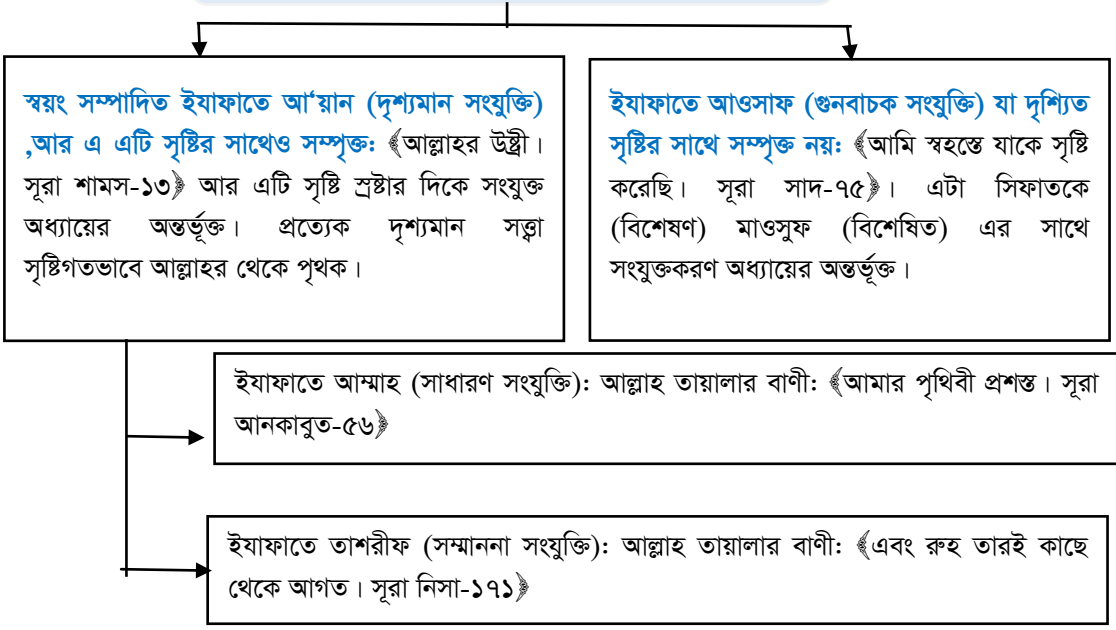 স্বয়ং সম্পাদিত ইযাফাতে আ‘য়ান (দৃশ্যমান সংযুক্তি)
,আর এ এটি সৃষ্টির সাথেও সম্পৃক্ত: ﴾আল্লাহর উষ্ট্রী।
সূরা শামস-১৩﴿ আর এটি সৃষ্টি স্রষ্টার দিকে সংযুক্ত
অধ্যায়ের অন্তর্ভূক্ত। প্রত্যেক দৃশ্যমান সত্ত্বা
সৃষ্টিগতভাবে আল্লাহর থেকে পৃথক।
ইযাফাতে আওসাফ (গুনবাচক সংযুক্তি) যা দৃশ্যিত
সৃষ্টির সাথে সম্পৃক্ত নয়: ﴾আমি স্বহস্তে যাকে সৃষ্টি
করেছি। সূরা সাদ-৭৫﴿। এটা সিফাতকে
(বিশেষণ) মাওসুফ (বিশেষিত) এর সাথে
সংযুক্তকরণ অধ্যায়ের অন্তর্ভূক্ত।
ইযাফাতে আম্মাহ (সাধারণ সংযুক্তি): আল্লাহ তায়ালার বাণী: ﴾আমার পৃথিবী প্রশস্ত। সূরা
আনকাবুত-৫৬﴿
ইযাফাতে তাশরীফ (সম্মাননা সংযুক্তি): আল্লাহ তায়ালার বাণী: ﴾এবং রুহ তারই কাছে
থেকে আগত। সূরা নিসা-১৭১﴿